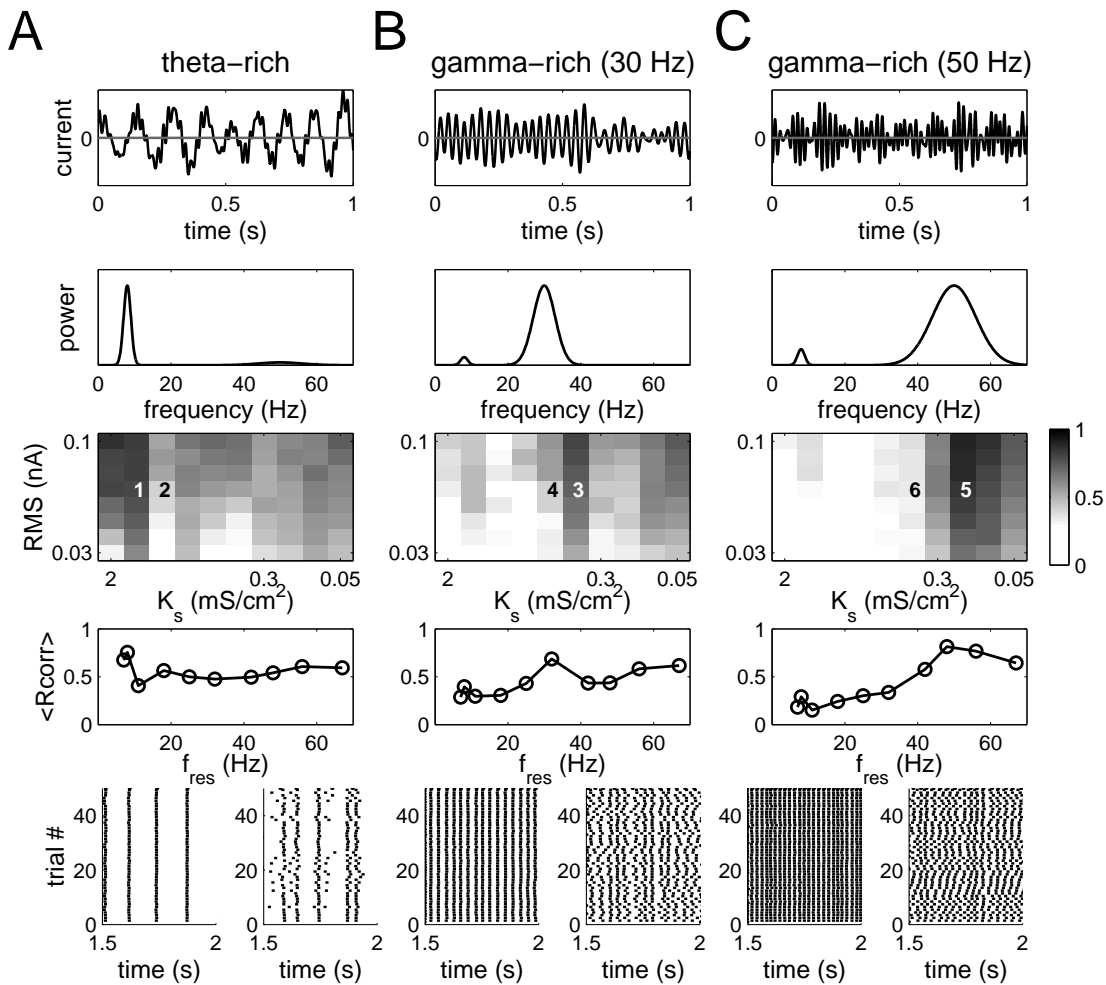 A B C
theta−rich gamma−rich (30 Hz) gamma−rich (50 Hz)
current 0 0 0
0 0.5 1 0 0.5 1 0 0.5 1
time (s) time (s) time (s)
power
0 20 40 60 0 20 40 60 0 20 40 60
frequency (Hz) frequency (Hz) frequency (Hz)
RMS (nA)
0.1 0.1 0.1
1 2 4 3 6 5
0.03 0.03 0.03
1
0.5
0
2 0.3 0.05 2 0.3 0.05 2 0.3 0.05
K_s (mS/cm²) K_s (mS/cm²) K_s (mS/cm²)
<Rcorr>
1 1 1
0.5 0.5 0.5
0 0 0
20 40 60 20 40 60 20 40 60
f_res (Hz) f_res (Hz) f_res (Hz)
trial #
40 40 40 40 40 40
20 20 20 20 20 20
0 0 0 0 0 0
1.5 2 1.5 2 1.5 2 1.5 2 1.5 2 1.5 2
time (s) time (s) time (s) time (s) time (s) time (s)